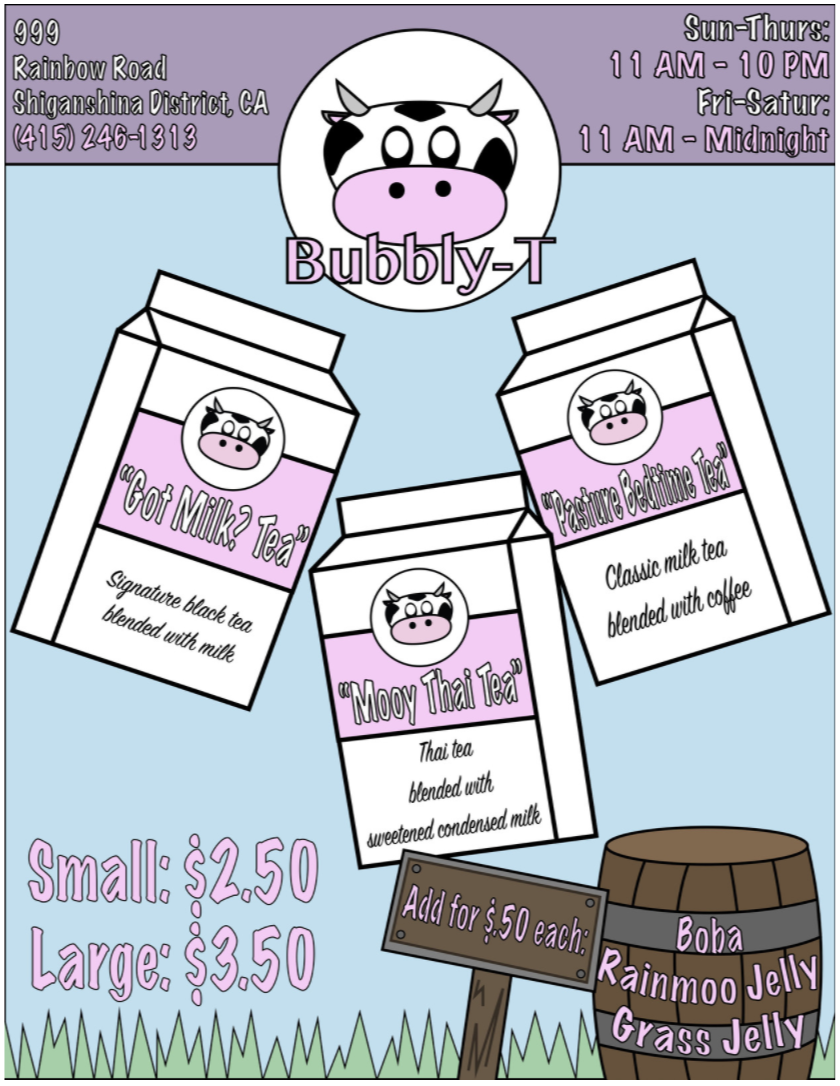 999
Rainbow Road
Shiganshina District, CA
(415) 246-1313
Sun-Thurs:
11 AM - 10 PM
Fri-Satur:
11 AM - Midnight
Bubbly-T
"Got Milk? Tea"
Signature black tea
blended with milk
"Mooy Thai Tea"
Thai tea
blended with
sweetened condensed milk
"Pasture Bedtime Tea"
Classic milk tea
blended with coffee
Small: $2.50
Large: $3.50
Add for $.50 each:
Boba
Rainmoo Jelly
Grass Jelly